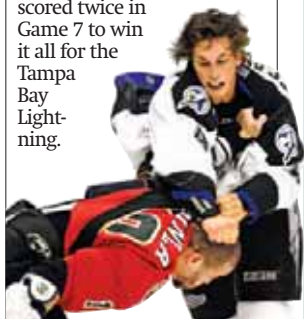 scored twice in
Game 7 to win
it all for the
Tampa
Bay
Light-
ning.